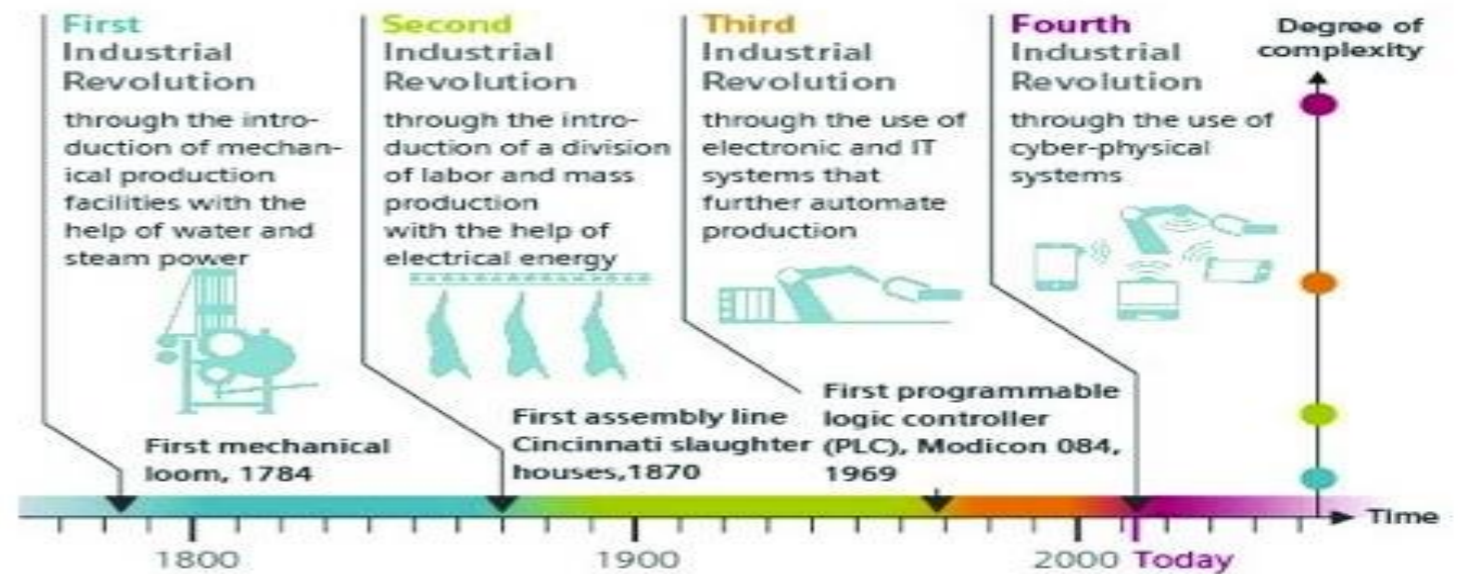 First
Industrial
Revolution
through the intro-
duction of mechan-
ical production
facilities with the
help of water and
steam power
First mechanical
loom, 1784
Second
Industrial
Revolution
through the intro-
duction of a division
of labor and mass
production
with the help of
electrical energy
First assembly line
Cincinnati slaughter
houses,1870
Third
Industrial
Revolution
through the use of
electronic and IT
systems that
further automate
production
First programmable
logic controller
(PLC), Modicon 084,
1969
Fourth
Industrial
Revolution
through the use of
cyber-physical
systems
Degree of
complexity
Time
1800
1900
2000
Today